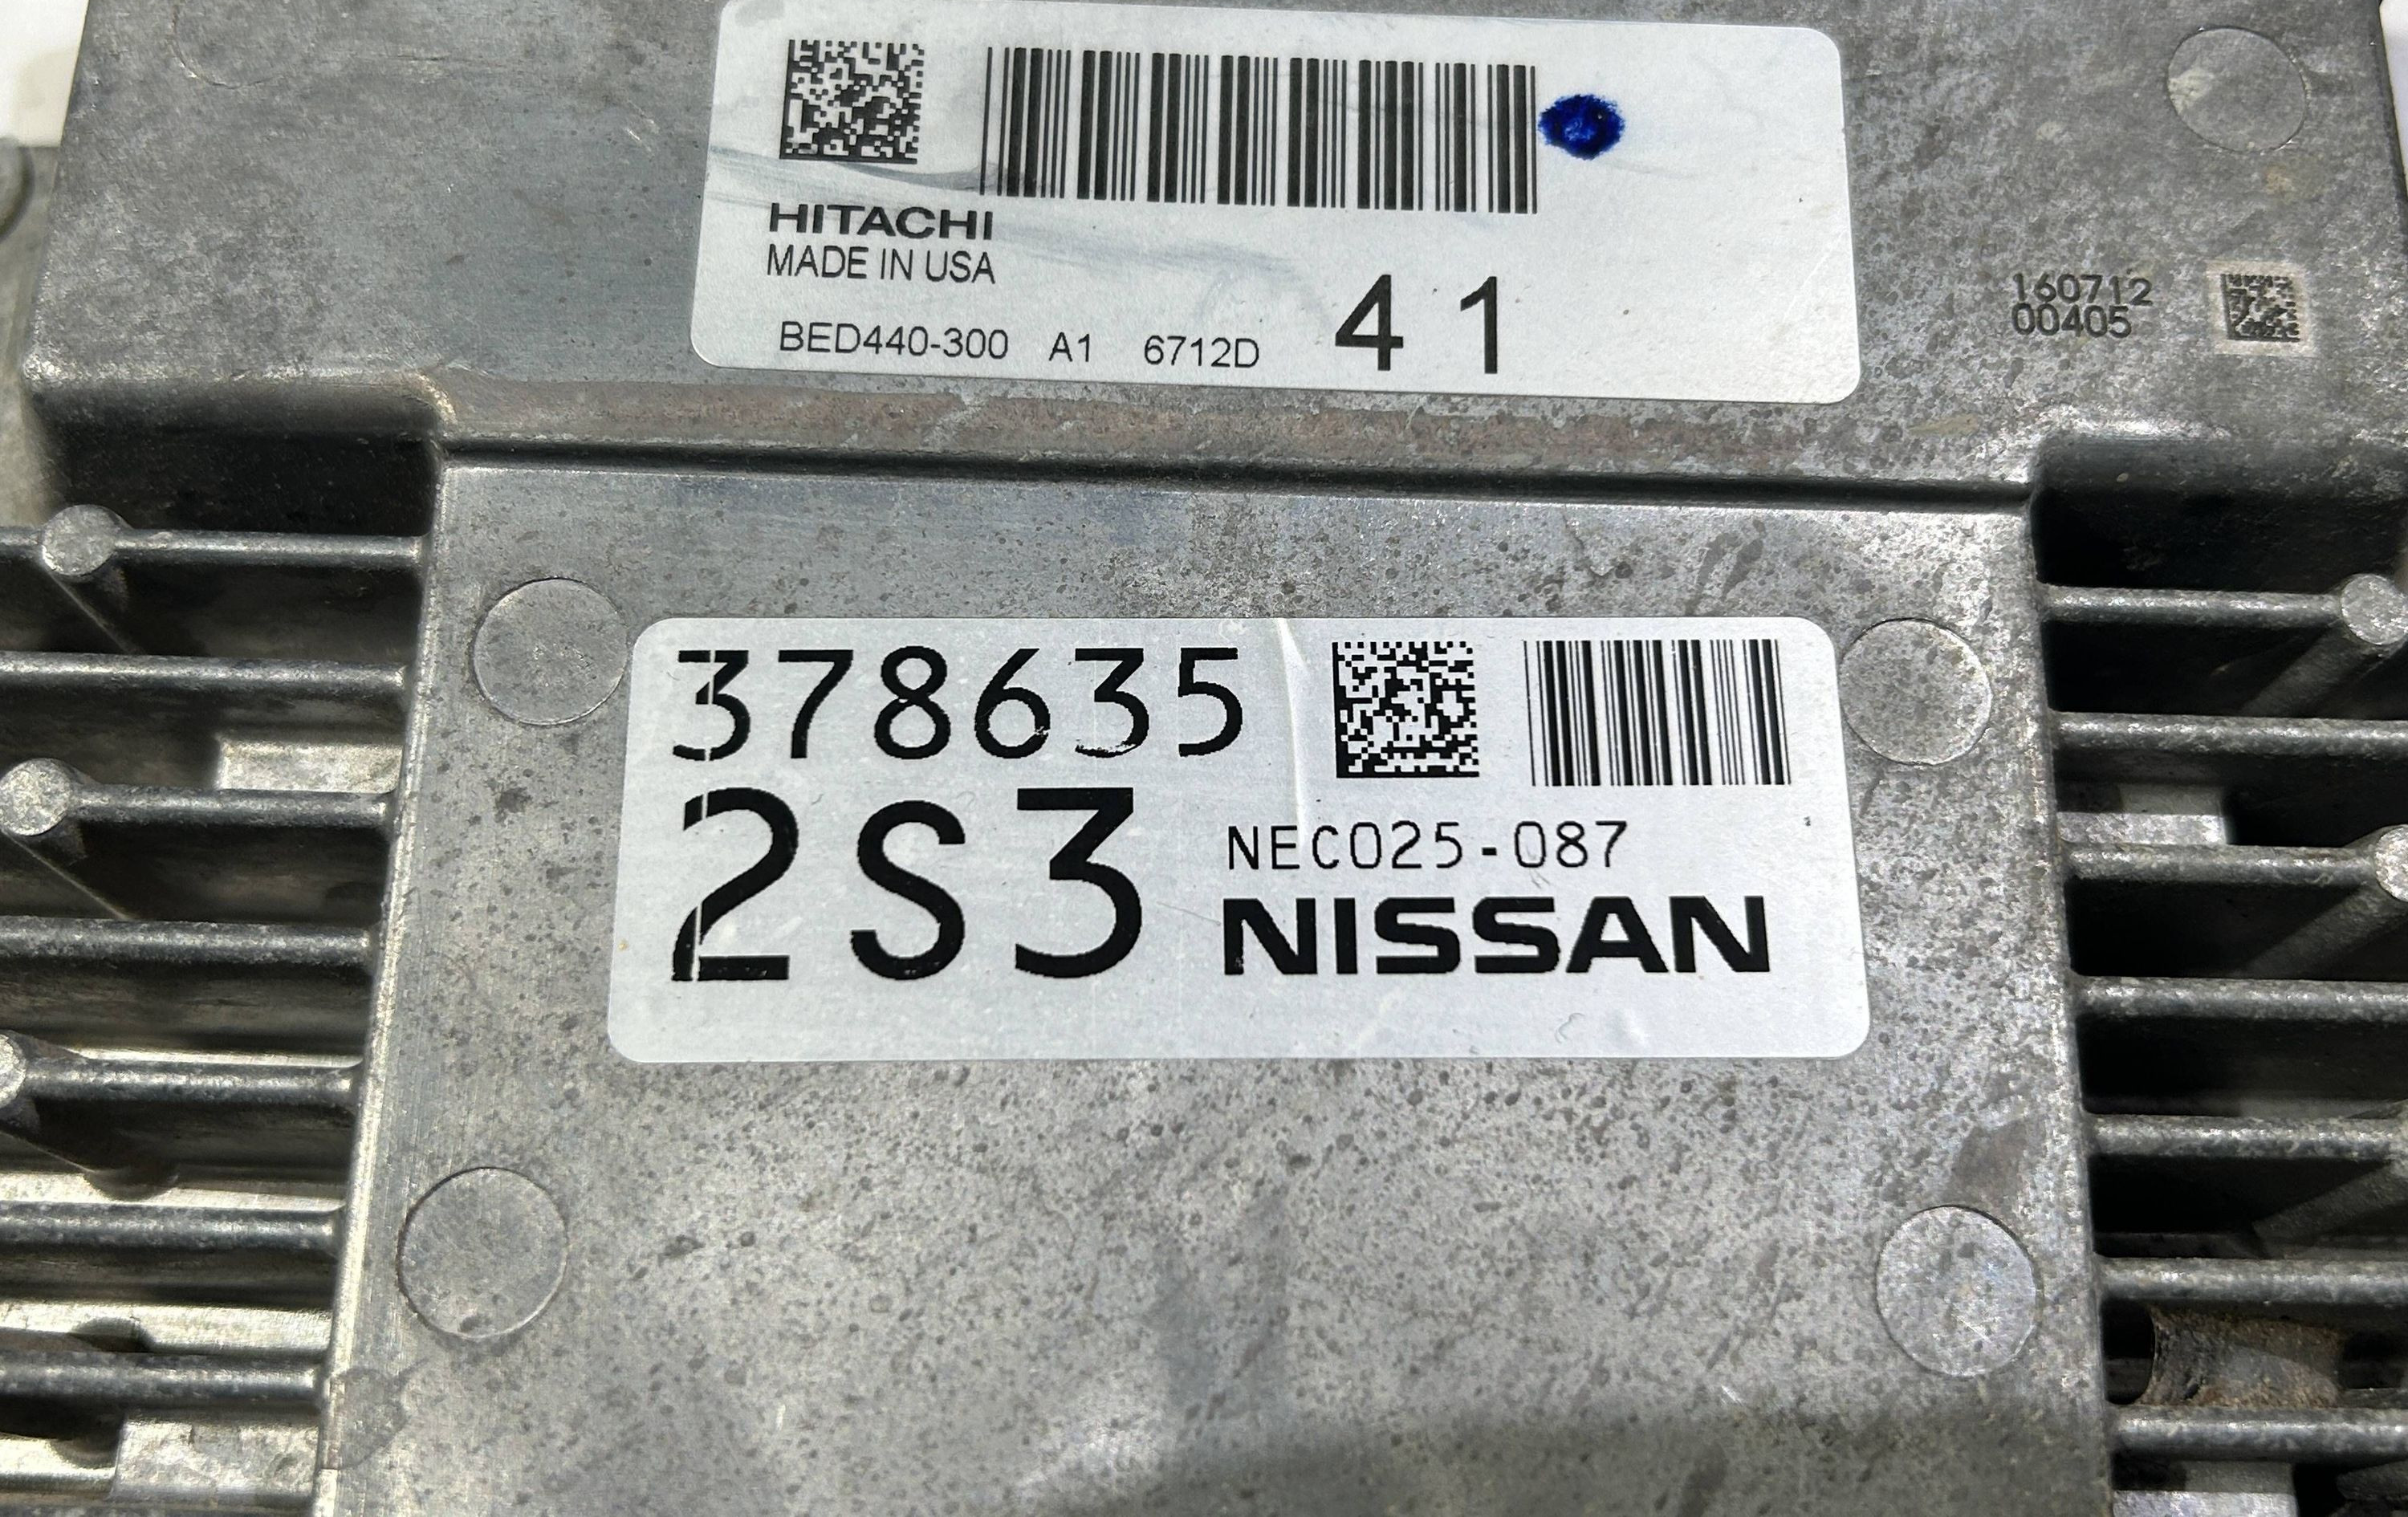 HITACHI
MADE IN USA
BED440-300 A1 6712D 41
160712
00405
378635
2S3 NEC025-087
NISSAN